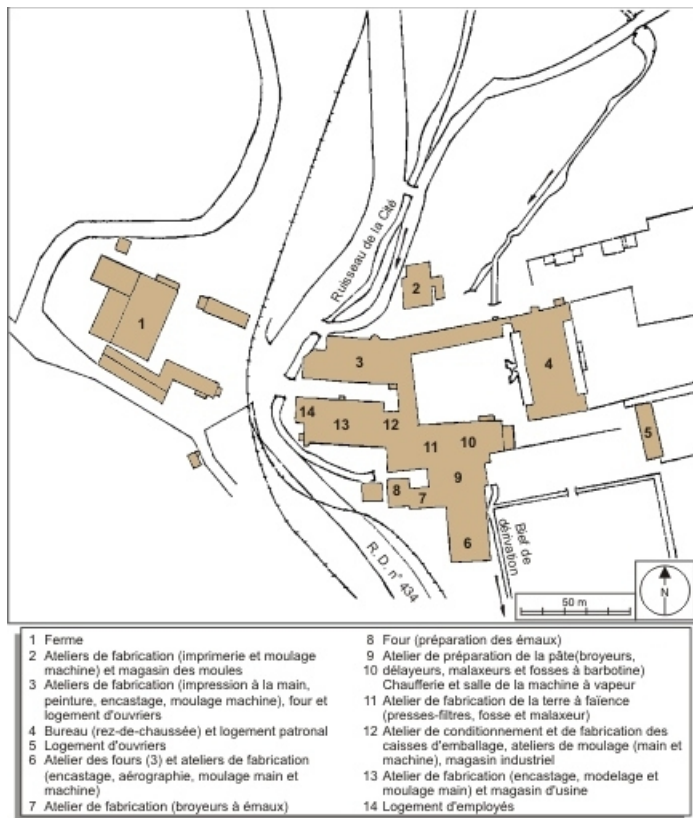 Ruisseau de la Cité
2
1
3
4
14
13
12
11
10
5
9
8
7
6
Bief de
dérivation
R. D. n° 434
50 m
N
1 Ferme
2 Ateliers de fabrication (imprimerie et moulage
machine) et magasin des moules
3 Ateliers de fabrication (impression à la main,
peinture, encastage, moulage machine), four et
logement d'ouvriers
4 Bureau (rez-de-chaussée) et logement patronal
5 Logement d'ouvriers
6 Atelier des fours (3) et ateliers de fabrication
(encastage, aérographie, moulage main et
machine)
7 Atelier de fabrication (broyeurs à émaux)
8 Four (préparation des émaux)
9 Atelier de préparation de la pâte(broyeurs,
10 délayeurs, malaxeurs et fosses à barbotine)
Chaufferie et salle de la machine à vapeur
11 Atelier de fabrication de la terre à faïence
(presses-filtres, fosse et malaxeur)
12 Atelier de conditionnement et de fabrication des
caisses d'emballage, ateliers de moulage (main et
machine), magasin industriel
13 Atelier de fabrication (encastage, modelage et
moulage main) et magasin d'usine
14 Logement d'employés